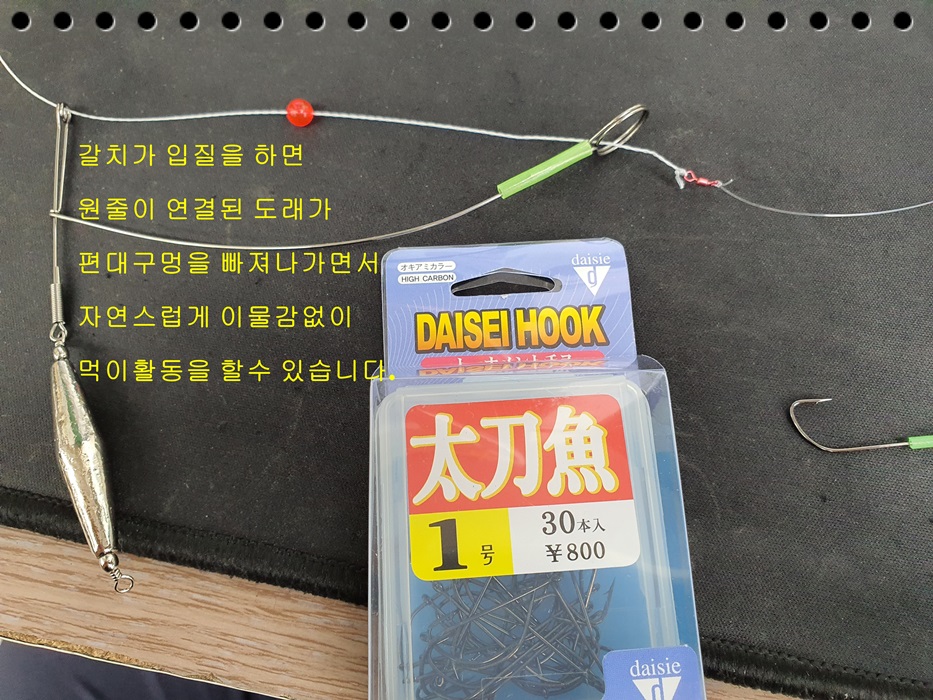 갈치가 입질을 하면
원줄이 연결된 도래가
편대구멍을 빠져나가면서
자연스럽게 이물감없이
먹이활동을 할수 있습니다.
オキアミカラー
HIGH CARBON
daisie
d
DAISEI HOOK
太刀魚
1号
30本入
¥800
daisie
d